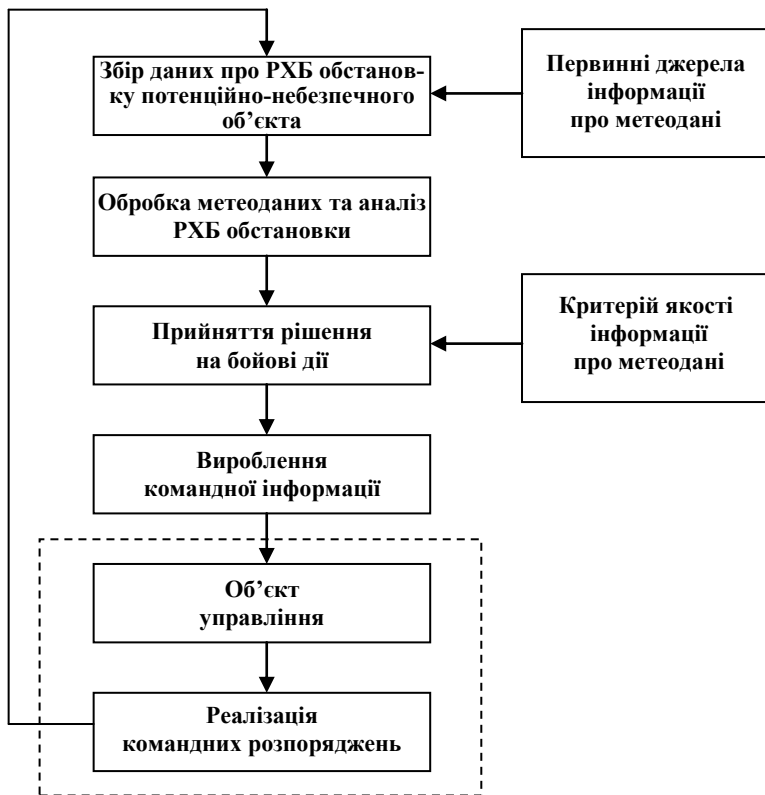 Збір даних про РХБ обстанов-
ку потенційно-небезпечного
об’єкта
Первинні джерела
інформації
про метеодані
Обробка метеоданих та аналіз
РХБ обстановки
Прийняття рішення
на бойові дії
Критерій якості
інформації
про метеодані
Вироблення
командної інформації
Об’єкт
управління
Реалізація
командних розпоряджень